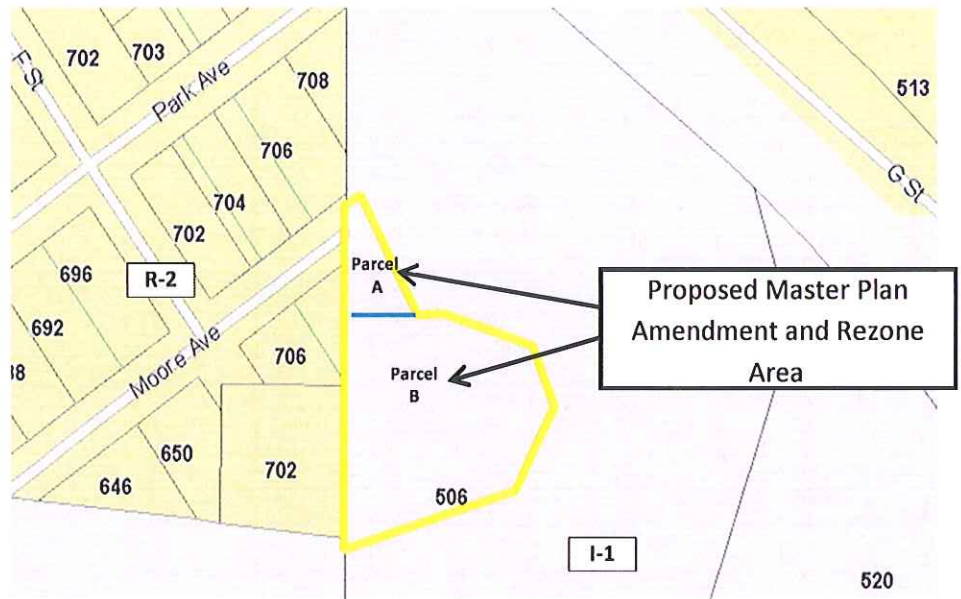 702
703
F St
Park Ave
708
513
706
G St
704
702
Parcel
A
696
R-2
Proposed Master Plan
Amendment and Rezone
Area
692
Moore Ave
706
Parcel
B
38
650
702
646
506
I-1
520